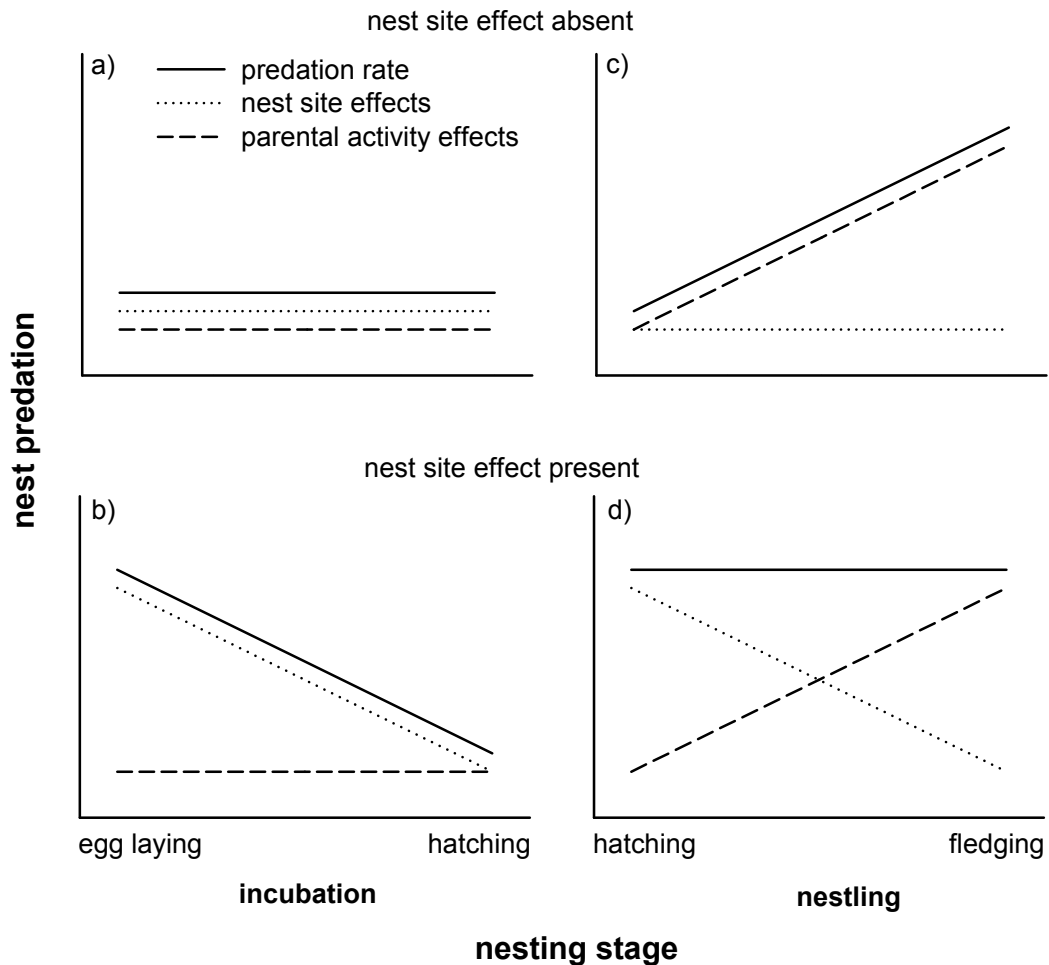 nest site effect absent
a)
predation rate
nest site effects
parental activity effects
c)
nest predation
nest site effect present
b)
d)
egg laying
hatching
hatching
fledging
incubation
nestling
nesting stage